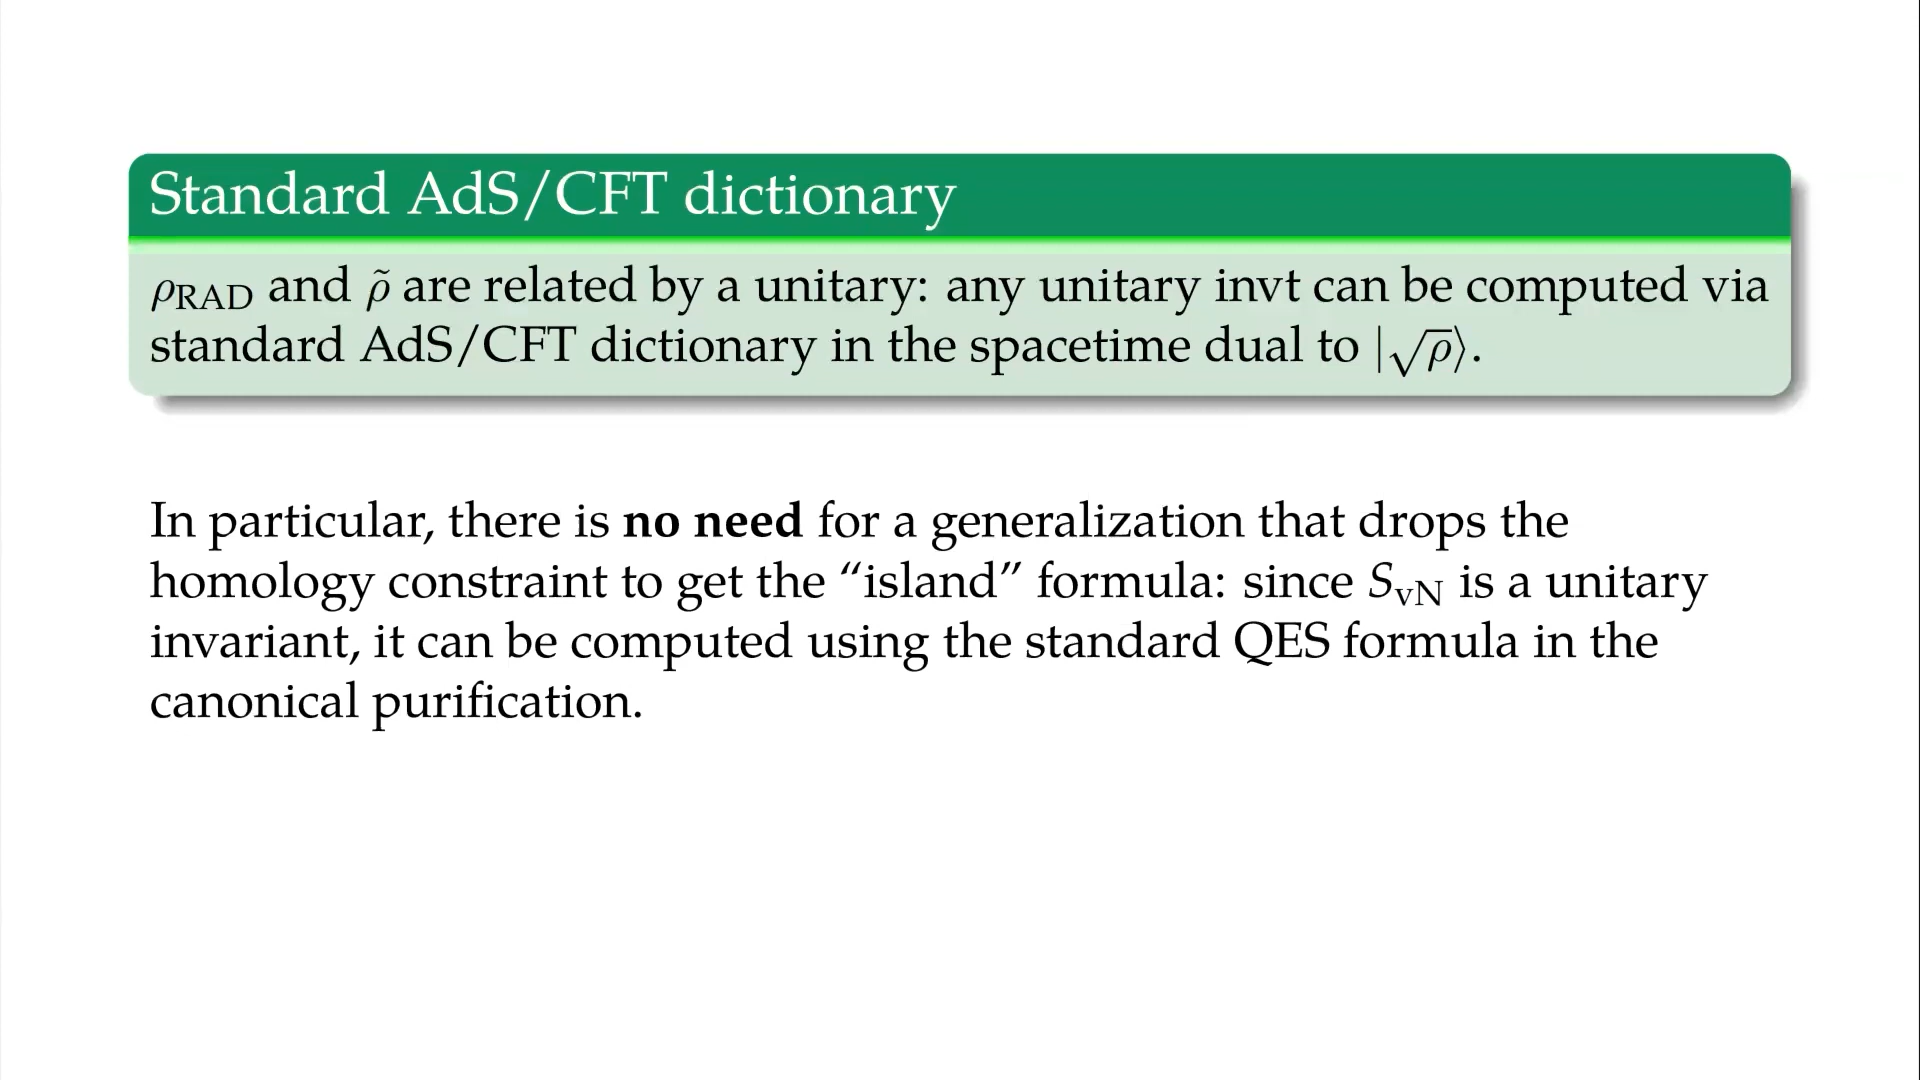 Standard AdS/CFT dictionary
ρ_RAD and ρ̃ are related by a unitary: any unitary invt can be computed via
standard AdS/CFT dictionary in the spacetime dual to |√ρ⟩.
In particular, there is no need for a generalization that drops the
homology constraint to get the “island” formula: since S_vN is a unitary
invariant, it can be computed using the standard QES formula in the
canonical purification.